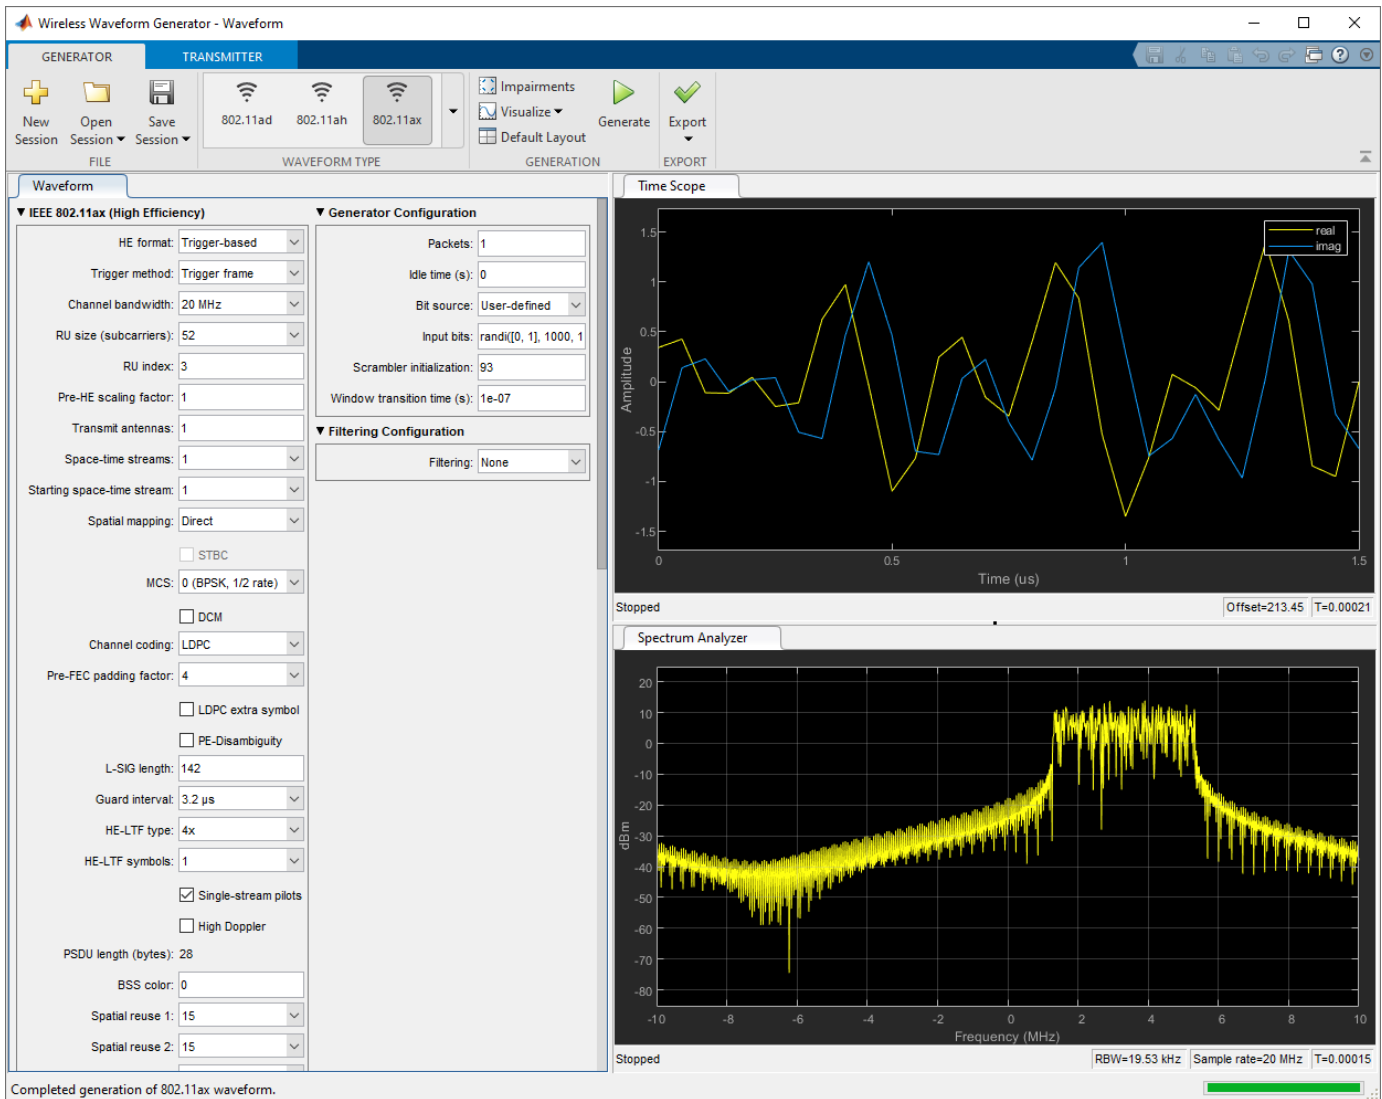 Wireless Waveform Generator - Waveform
GENERATOR TRANSMITTER
New Session
Open Session
Save Session
FILE
802.11ad 802.11ah 802.11ax
WAVEFORM TYPE
Impairments
Visualize
Default Layout
Generate
GENERATION
Export
EXPORT
Waveform
IEEE 802.11ax (High Efficiency)
HE format: Trigger-based
Trigger method: Trigger frame
Channel bandwidth: 20 MHz
RU size (subcarriers): 52
RU index: 3
Pre-HE scaling factor: 1
Transmit antennas: 1
Space-time streams: 1
Starting space-time stream: 1
Spatial mapping: Direct
STBC
MCS: 0 (BPSK, 1/2 rate)
DCM
Channel coding: LDPC
Pre-FEC padding factor: 4
LDPC extra symbol
PE-Disambiguity
L-SIG length: 142
Guard interval: 3.2 µs
HE-LTF type: 4x
HE-LTF symbols: 1
Single-stream pilots
High Doppler
PSDU length (bytes): 28
BSS color: 0
Spatial reuse 1: 15
Spatial reuse 2: 15
Generator Configuration
Packets: 1
Idle time (s): 0
Bit source: User-defined
Input bits: randi([0, 1], 1000, 1
Scrambler initialization: 93
Window transition time (s): 1e-07
Filtering Configuration
Filtering: None
Time Scope
real
imag
1.5
1
0.5
0
-0.5
-1
-1.5
Amplitude
0 0.5 1 1.5
Time (us)
Stopped
Offset=213.45 T=0.00021
Spectrum Analyzer
20
10
0
-10
-20
-30
-40
-50
-60
-70
-80
dBm
-10 -8 -6 -4 -2 0 2 4 6 8 10
Frequency (MHz)
Stopped
RBW=19.53 kHz Sample rate=20 MHz T=0.00015
Completed generation of 802.11ax waveform.